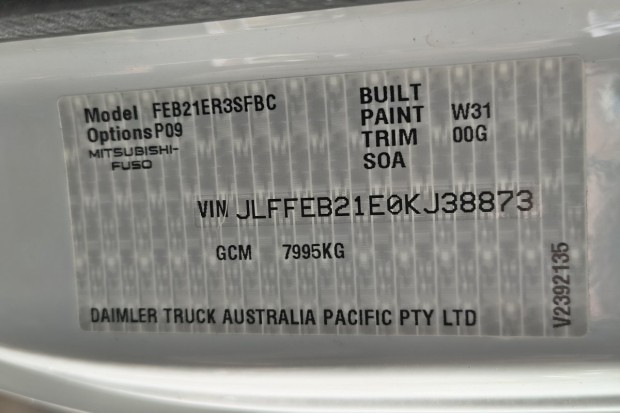 Model FEB21ER3SFBC
Options P09
MITSUBISHI-
FUSO
BUILT
PAINT W31
TRIM 00G
SOA
VIN JLFFEB21E0KJ38873
GCM 7995KG
DAIMLER TRUCK AUSTRALIA PACIFIC PTY LTD
V2392135